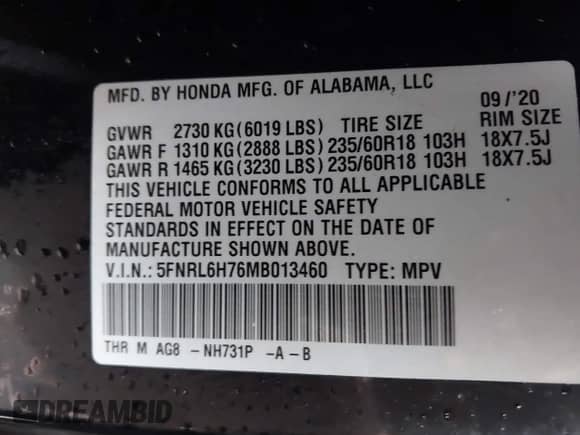 MFD. BY HONDA MFG. OF ALABAMA, LLC
09/'20
GVWR 2730 KG(6019 LBS) TIRE SIZE RIM SIZE
GAWR F 1310 KG(2888 LBS) 235/60R18 103H 18X7.5J
GAWR R 1465 KG(3230 LBS) 235/60R18 103H 18X7.5J
THIS VEHICLE CONFORMS TO ALL APPLICABLE
FEDERAL MOTOR VEHICLE SAFETY
STANDARDS IN EFFECT ON THE DATE OF
MANUFACTURE SHOWN ABOVE.
V.I.N.: 5FNRL6H76MB013460 TYPE: MPV
THR M AG8 - NH731P -A - B
DREAMBID